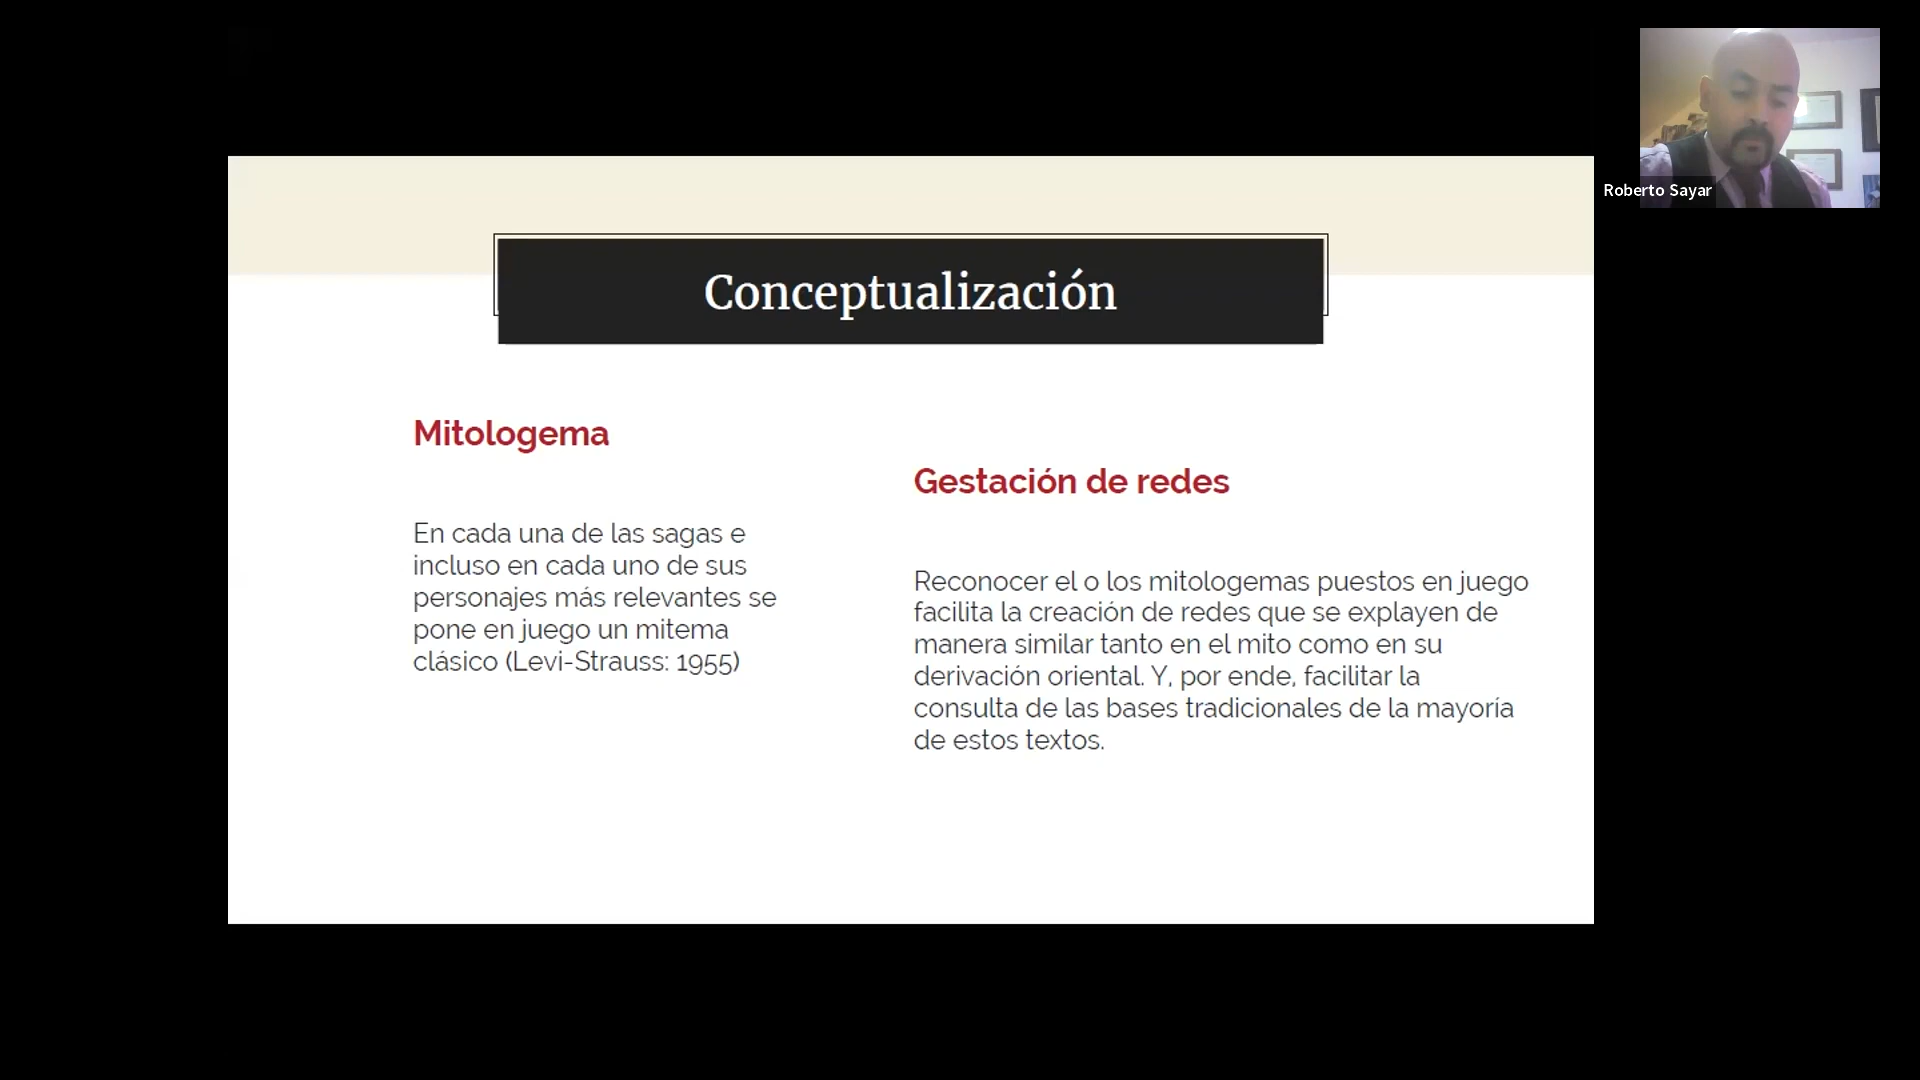 Roberto Sayar
Conceptualización
Mitologema
En cada una de las sagas e
incluso en cada uno de sus
personajes más relevantes se
pone en juego un mitema
clásico (Levi-Strauss: 1955)
Gestación de redes
Reconocer el o los mitologemas puestos en juego
facilita la creación de redes que se explayen de
manera similar tanto en el mito como en su
derivación oriental. Y, por ende, facilitar la
consulta de las bases tradicionales de la mayoría
de estos textos.